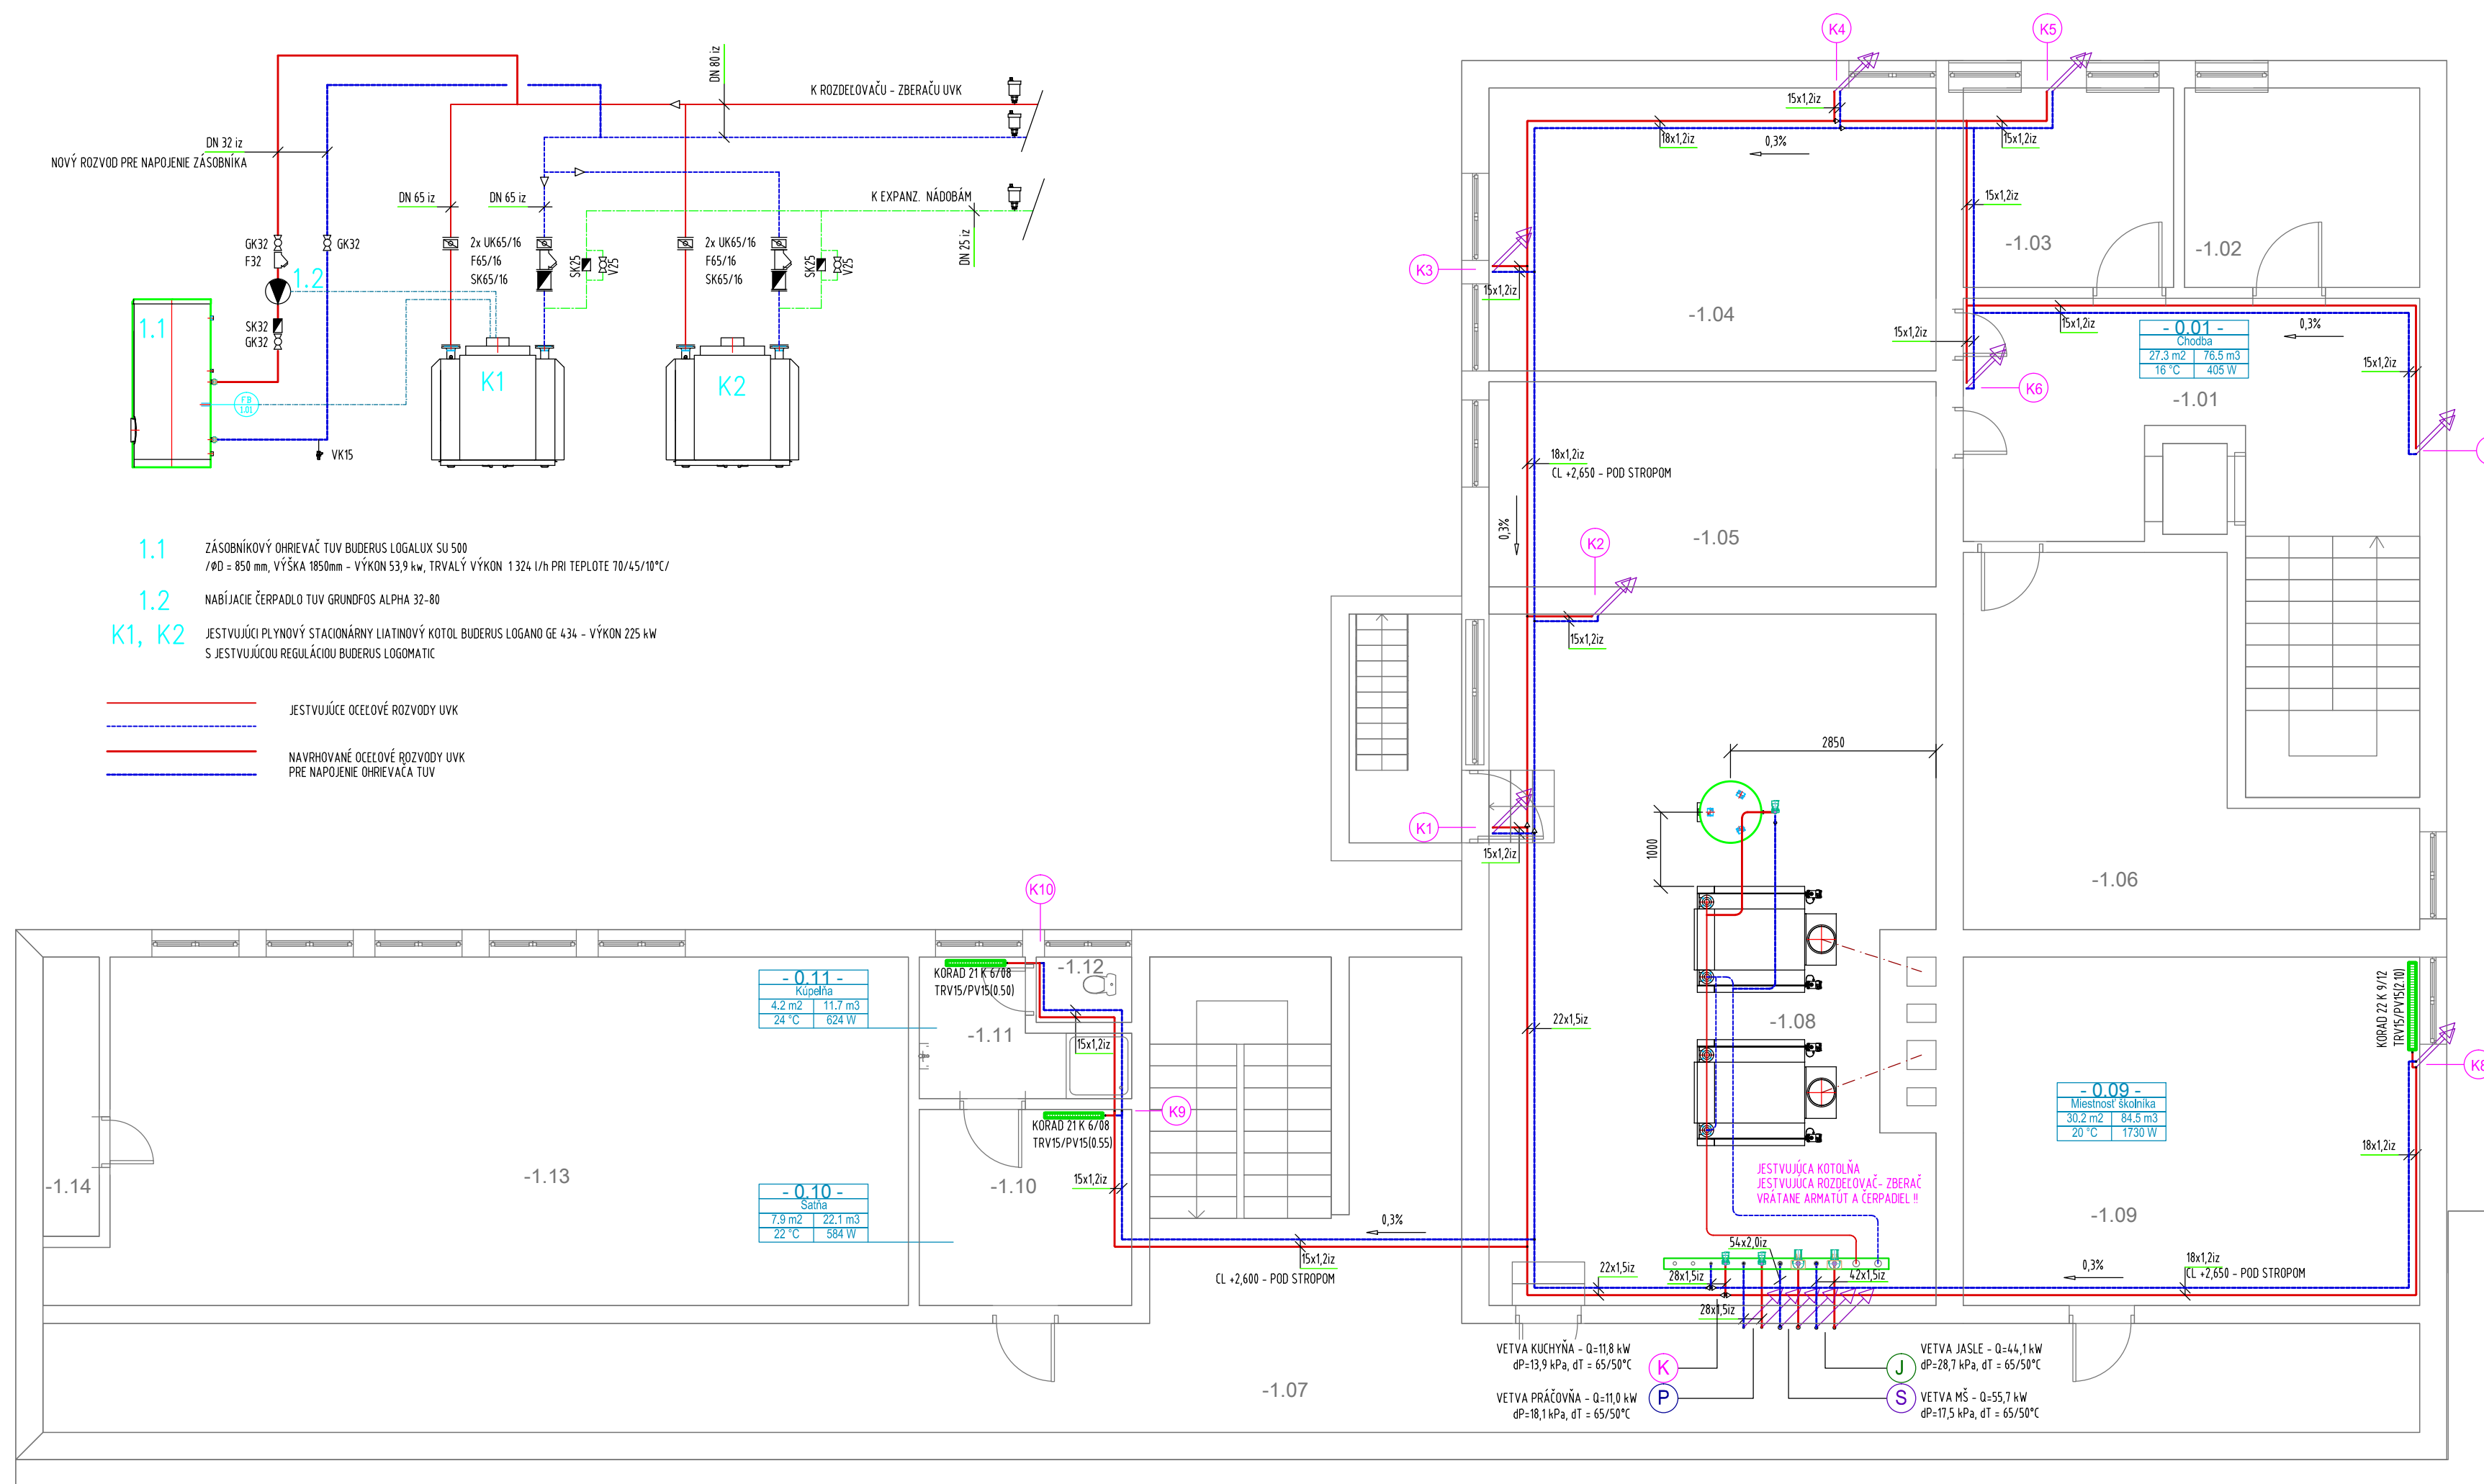 DN 80 iz
K ROZDEĽOVAČU - ZBERAČU UVK
DN 32 iz
NOVÝ ROZVOD PRE NAPOJENIE ZÁSOBNÍKA
DN 65 iz
DN 65 iz
K EXPANZ. NÁDOBÁM
DN 25 iz
GK32
F32
GK32
1.2
SK32
GK32
1.1
2x UK65/16
F65/16
SK65/16
SK25
V25
2x UK65/16
F65/16
SK65/16
SK25
V25
K1
K2
1.01
VK15
1.1
ZÁSOBNÍKOVÝ OHRIEVAČ TUV BUDERUS LOGALUX SU 500
/ØD = 850 mm, VÝŠKA 1850mm - VÝKON 53,9 kw, TRVALÝ VÝKON 1 324 l/h PRI TEPLOTE 70/45/10°C/
1.2
NABÍJACIE ČERPADLO TUV GRUNDFOS ALPHA 32-80
K1, K2
JESTVUJÚCI PLYNOVÝ STACIONÁRNY LIATINOVÝ KOTOL BUDERUS LOGANO GE 434 - VÝKON 225 kW
S JESTVUJÚCOU REGULÁCIOU BUDERUS LOGOMATIC
JESTVUJÚCE OCEĽOVÉ ROZVODY UVK
NAVRHOVANÉ OCEĽOVÉ ROZVODY UVK
PRE NAPOJENIE OHRIEVAČA TUV
K4
K5
15x1,2iz
18x1,2iz
0,3%
15x1,2iz
15x1,2iz
-1.03
-1.02
K3
15x1,2iz
-1.04
15x1,2iz
15x1,2iz
- 0.01 -
Chodba
27.3 m2
76.5 m3
16 °C
405 W
0,3%
15x1,2iz
K6
-1.01
18x1,2iz
CL +2,650 - POD STROPOM
0,3%
-1.05
K2
15x1,2iz
2850
1000
K1
15x1,2iz
-1.06
K10
KORAD 21 K 6/08
TRV15/PV15(0.50)
-1.12
- 0.11 -
Kúpeľňa
4.2 m2
11.7 m3
24 °C
624 W
-1.11
15x1,2iz
K9
KORAD 21 K 6/08
TRV15/PV15(0.55)
-1.14
-1.13
- 0.10 -
Šatňa
7.9 m2
22.1 m3
22 °C
584 W
-1.10
15x1,2iz
0,3%
15x1,2iz
CL +2,600 - POD STROPOM
22x1,5iz
-1.08
KORAD 22 K 9/12
TRV15/PV15(2.10)
K8
- 0.09 -
Miestnosť školníka
30.2 m2
84.5 m3
20 °C
1730 W
18x1,2iz
-1.09
JESTVUJÚCA KOTOLŇA
JESTVUJÚCA ROZDEĽOVAČ- ZBERAČ
VRÁTANE ARMATÚT A ČERPADIEL !!
54x2,0iz
22x1,5iz
28x1,5iz
42x1,5iz
28x1,5iz
0,3%
18x1,2iz
CL +2,650 - POD STROPOM
VETVA KUCHYŇA - Q=11,8 kW
dP=13,9 kPa, dT = 65/50°C
K
VETVA PRÁČOVŇA - Q=11,0 kW
dP=18,1 kPa, dT = 65/50°C
P
J
VETVA JASLE - Q=44,1 kW
dP=28,7 kPa, dT = 65/50°C
S
VETVA MŠ - Q=55,7 kW
dP=17,5 kPa, dT = 65/50°C
-1.07